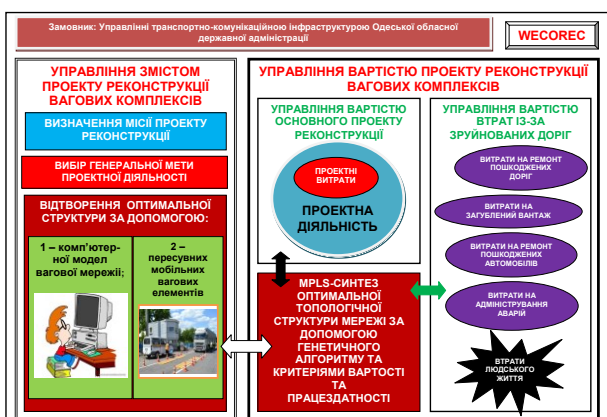 Замовник: Управлінні транспортно-комунікаційною інфраструктурою Одеської обласної
державної адміністрації
WECOREC
УПРАВЛІННЯ ЗМІСТОМ
ПРОЕКТУ РЕКОНСТРУКЦІЇ
ВАГОВИХ КОМПЛЕКСІВ
ВИЗНАЧЕННЯ МІСІЇ ПРОЕКТУ
РЕКОНСТРУКЦІЇ
ВИБІР ГЕНЕРАЛЬНОЇ МЕТИ
ПРОЕКТНОЇ ДІЯЛЬНОСТІ
ВІДТВОРЕННЯ ОПТИМАЛЬНОЇ
СТРУКТУРИ ЗА ДОПОМОГОЮ:
1 – комп'ютер-
ної модел
вагової мережіі;
2 –
пересувних
мобільних
вагових
елементів
УПРАВЛІННЯ ВАРТІСТЮ ПРОЕКТУ РЕКОНСТРУКЦІЇ
ВАГОВИХ КОМПЛЕКСІВ
УПРАВЛІННЯ ВАРТІСТЮ
ОСНОВНОГО ПРОЕКТУ
РЕКОНСТРУКЦІЇ
ПРОЕКТНІ
ВИТРАТИ
ПРОЕКТНА
ДІЯЛЬНІСТЬ
MPLS-СИНТЕЗ
ОПТИМАЛЬНОЇ
ТОПОЛОГІЧНОЇ
СТРУКТУРИ МЕРЕЖІ ЗА
ДОПОМОГОЮ
ГЕНЕТИЧНОГО
АЛГОРИТМУ ТА
КРИТЕРІЯМИ ВАРТОСТІ
ТА
ПРАЦЕЗДАТНОСТІ
УПРАВЛІННЯ ВАРТІСТЮ
ВТРАТ ІЗ-ЗА
ЗРУЙНОВАНИХ ДОРІГ
ВИТРАТИ НА РЕМОНТ
ПОШКОДЖЕНИХ
ДОРІГ
ВИТРАТИ НА
ЗАГУБЛЕНИЙ ВАНТАЖ
ВИТРАТИ НА РЕМОНТ
ПОШКОДЖЕНИХ
АВТОМОБІЛІВ
ВИТРАТИ НА
АДМІНІСТРУВАННЯ
АВАРІЙ
ВТРАТИ
ЛЮДСЬКОГО
ЖИТТЯ